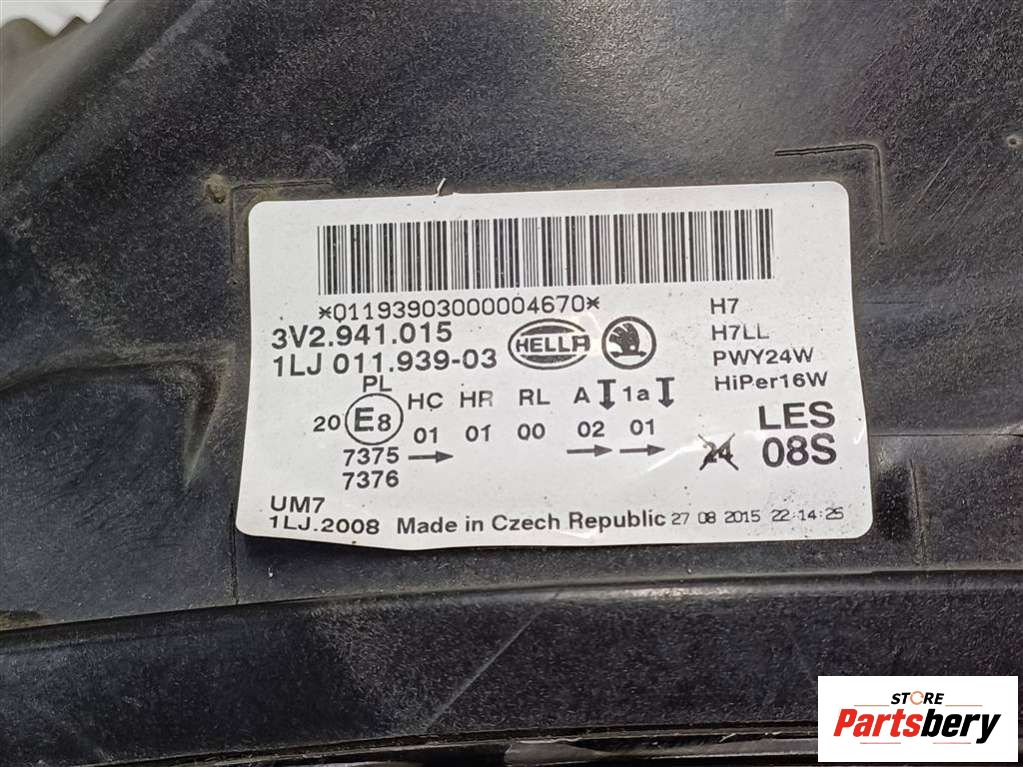 *01193903000004670*
3V2.941.015
1LJ 011.939-03
HELLA
H7
H7LL
PWY24W
HiPer16W
PL
HC HR RL A 1a
20 E8
01 01 00 02 01
7375
7376
LES
24 08S
UM7
1LJ.2008 Made in Czech Republic 27 08 2015 22:14:25
STORE
Partsbery